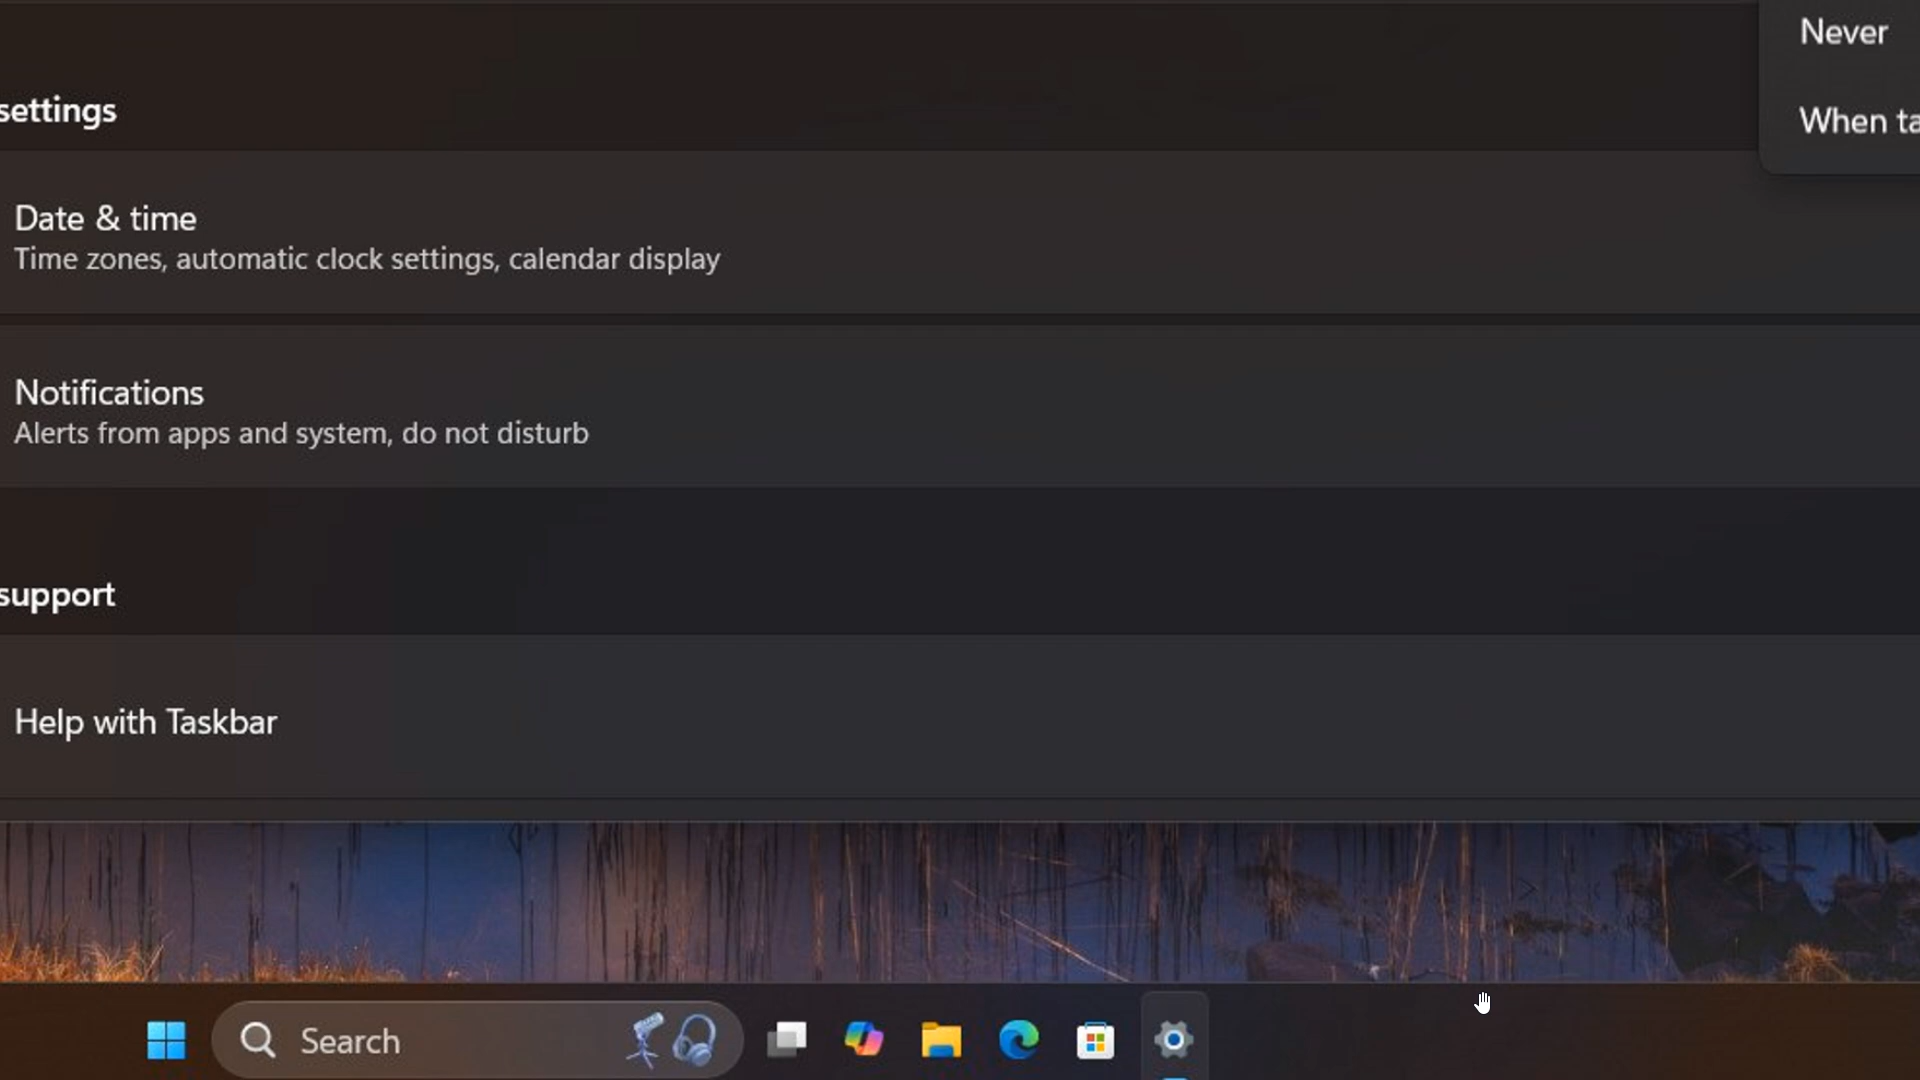 Never
settings
When ta
Date & time
Time zones, automatic clock settings, calendar display
Notifications
Alerts from apps and system, do not disturb
support
Help with Taskbar
Search